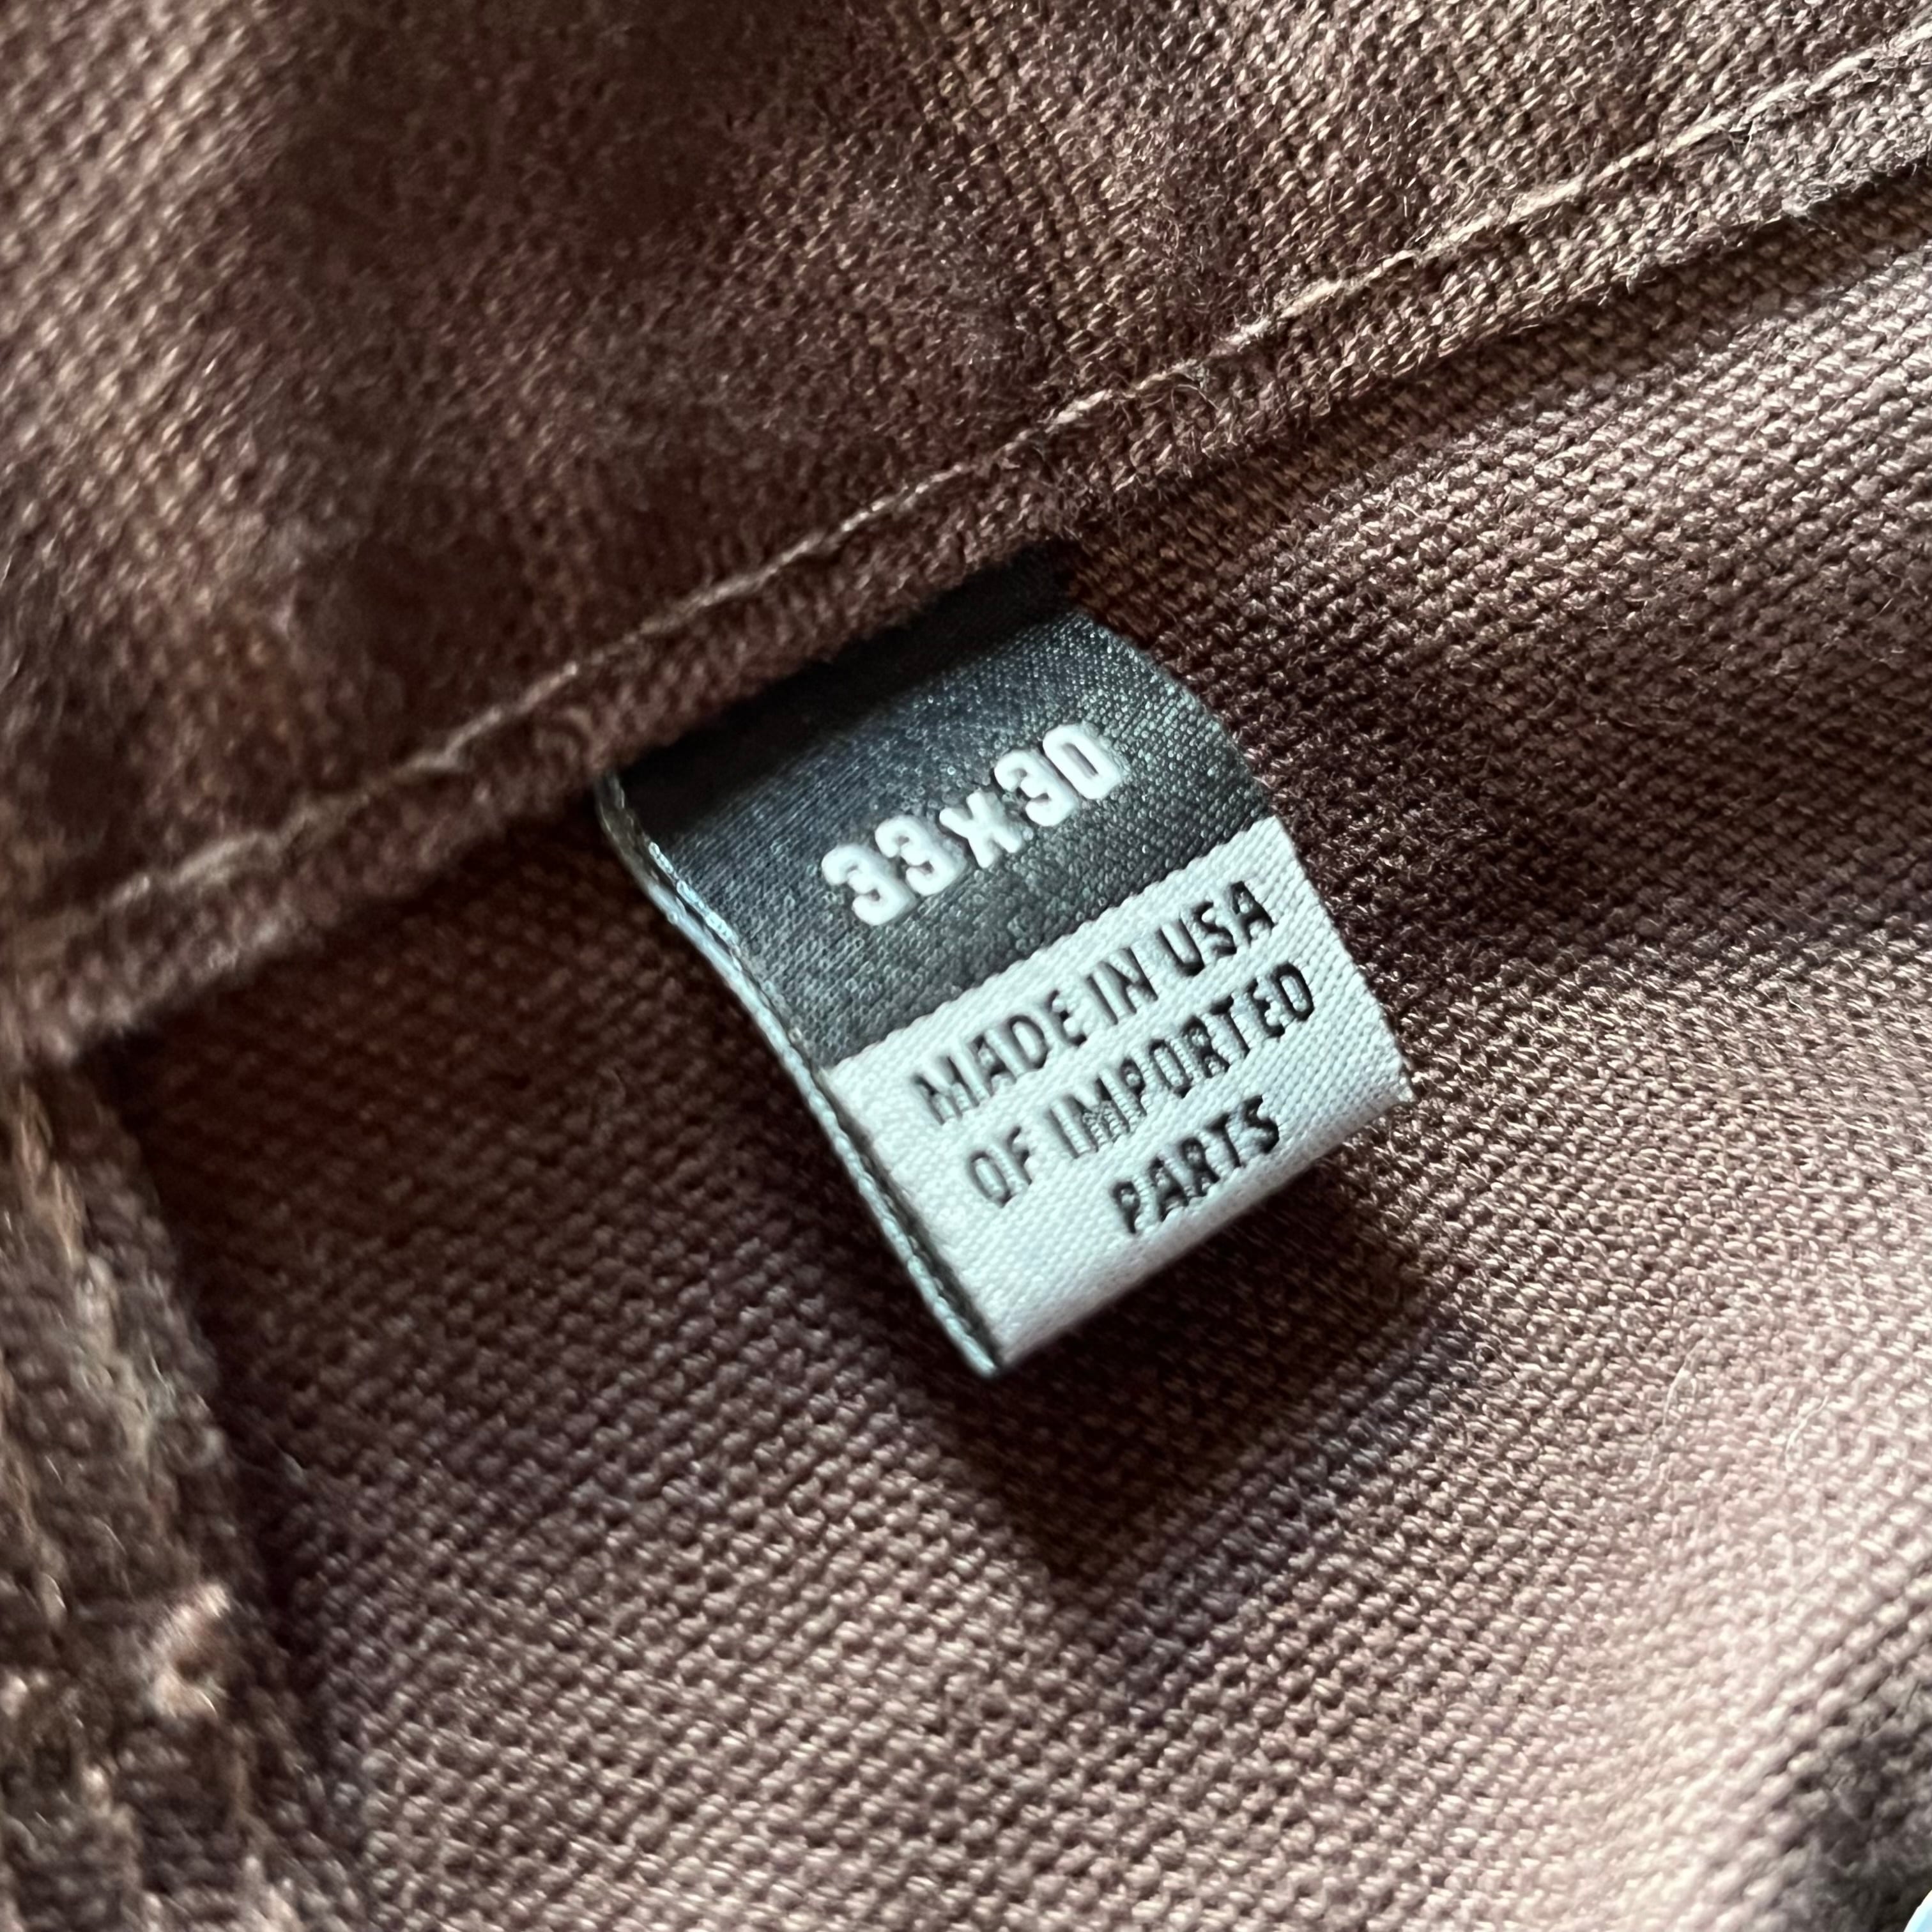 33x30
MADE IN USA
OF IMPORTED
PARTS